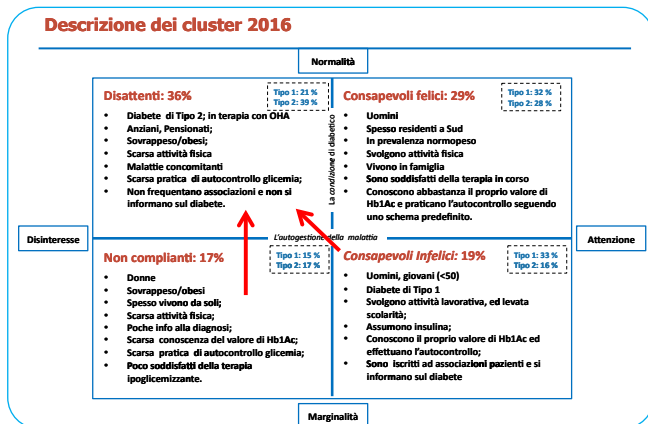 Descrizione dei cluster 2016
Normalità
Disattenti: 36%
Tipo 1: 21 %
Tipo 2: 39 %
• Diabete di Tipo 2; in terapia con OHA
• Anziani, Pensionati;
• Sovrappeso/obesi;
• Scarsa attività fisica
• Malattie concomitanti
• Scarsa pratica di autocontrollo glicemia;
• Non frequentano associazioni e non si
informano sul diabete.
La condizione di diabetico
Consapevoli felici: 29%
Tipo 1: 32 %
Tipo 2: 28 %
• Uomini
• Spesso residenti a Sud
• In prevalenza normopeso
• Svolgono attività fisica
• Vivono in famiglia
• Sono soddisfatti della terapia in corso
• Conoscono abbastanza il proprio valore di
Hb1Ac e praticano l'autocontrollo seguendo
uno schema predefinito.
Disinteresse
L'autogestione della malattia
Attenzione
Non complianti: 17%
Tipo 1: 15 %
Tipo 2: 17 %
• Donne
• Sovrappeso/obesi
• Spesso vivono da soli;
• Scarsa attività fisica;
• Poche info alla diagnosi;
• Scarsa conoscenza del valore di Hb1Ac;
• Scarsa pratica di autocontrollo glicemia;
• Poco soddisfatti della terapia
ipoglicemizzante.
Consapevoli Infelici: 19%
Tipo 1: 33 %
Tipo 2: 16 %
• Uomini, giovani (<50)
• Diabete di Tipo 1
• Svolgono attività lavorativa, ed levata
scolarità;
• Assumono insulina;
• Conoscono il proprio valore di Hb1Ac ed
effettuano l'autocontrollo;
• Sono iscritti ad associazioni pazienti e si
informano sul diabete
Marginalità